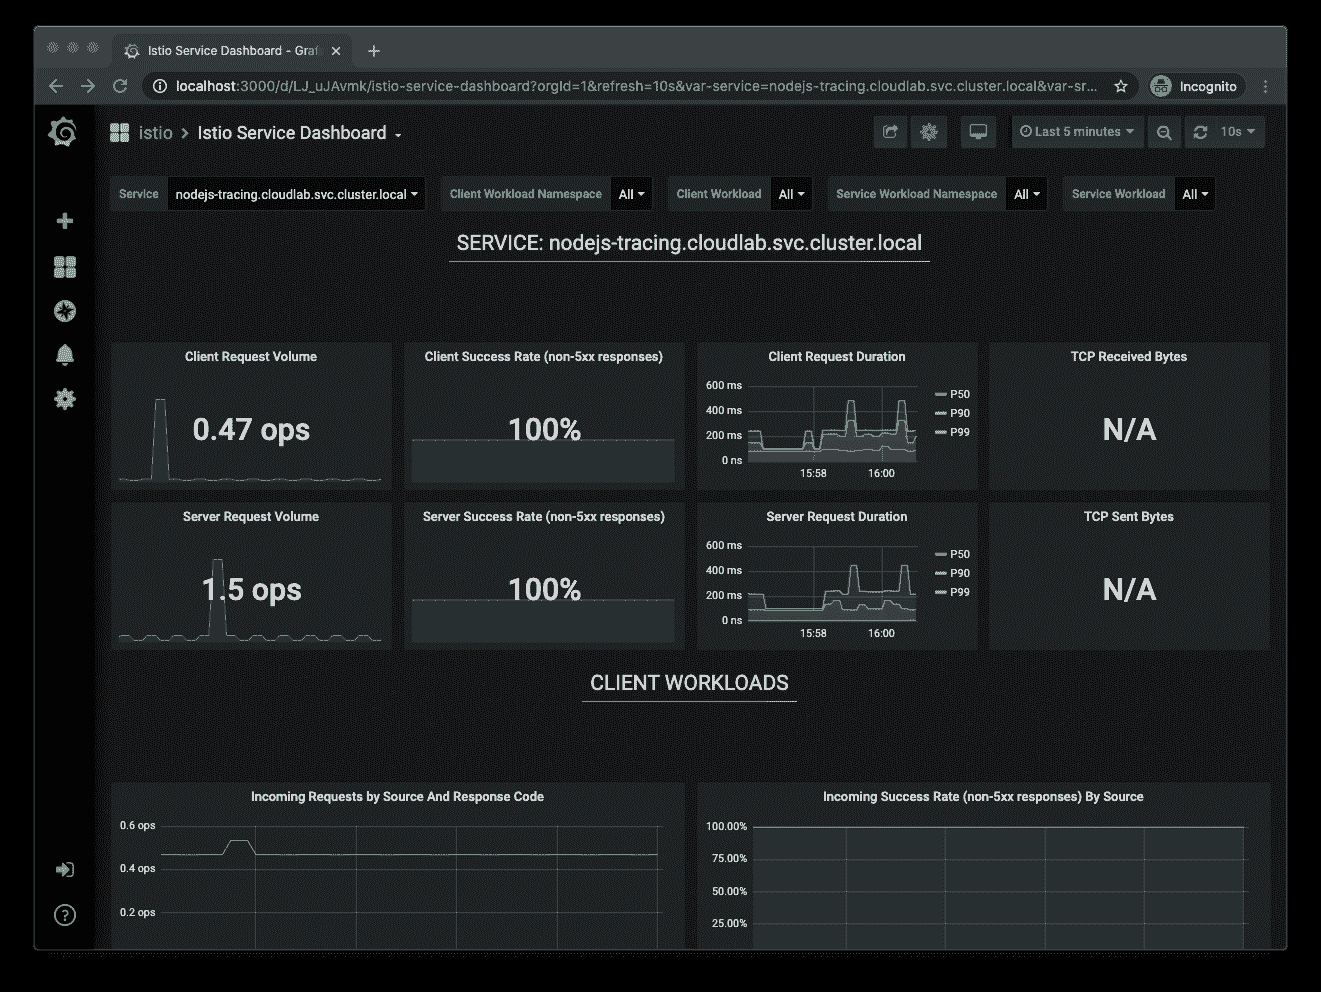 Istio Service Dashboard - Graf
localhost:3000/d/LJ_uJAvmk/istio-service-dashboard?orgId=1&refresh=10s&var-service=nodejs-tracing.cloudlab.svc.cluster.local&var-sr... Incognito
istio > Istio Service Dashboard Last 5 minutes 10s
Service nodejs-tracing.cloudlab.svc.cluster.local Client Workload Namespace All Client Workload All Service Workload Namespace All Service Workload All
SERVICE: nodejs-tracing.cloudlab.svc.cluster.local
Client Request Volume
0.47 ops
Client Success Rate (non-5xx responses)
100%
Client Request Duration
600 ms
400 ms
200 ms
0 ns
15:58 16:00
P50
P90
P99
TCP Received Bytes
N/A
Server Request Volume
1.5 ops
Server Success Rate (non-5xx responses)
100%
Server Request Duration
600 ms
400 ms
200 ms
0 ns
15:58 16:00
P50
P90
P99
TCP Sent Bytes
N/A
CLIENT WORKLOADS
Incoming Requests by Source And Response Code
0.6 ops
0.4 ops
0.2 ops
Incoming Success Rate (non-5xx responses) By Source
100.00%
75.00%
50.00%
25.00%